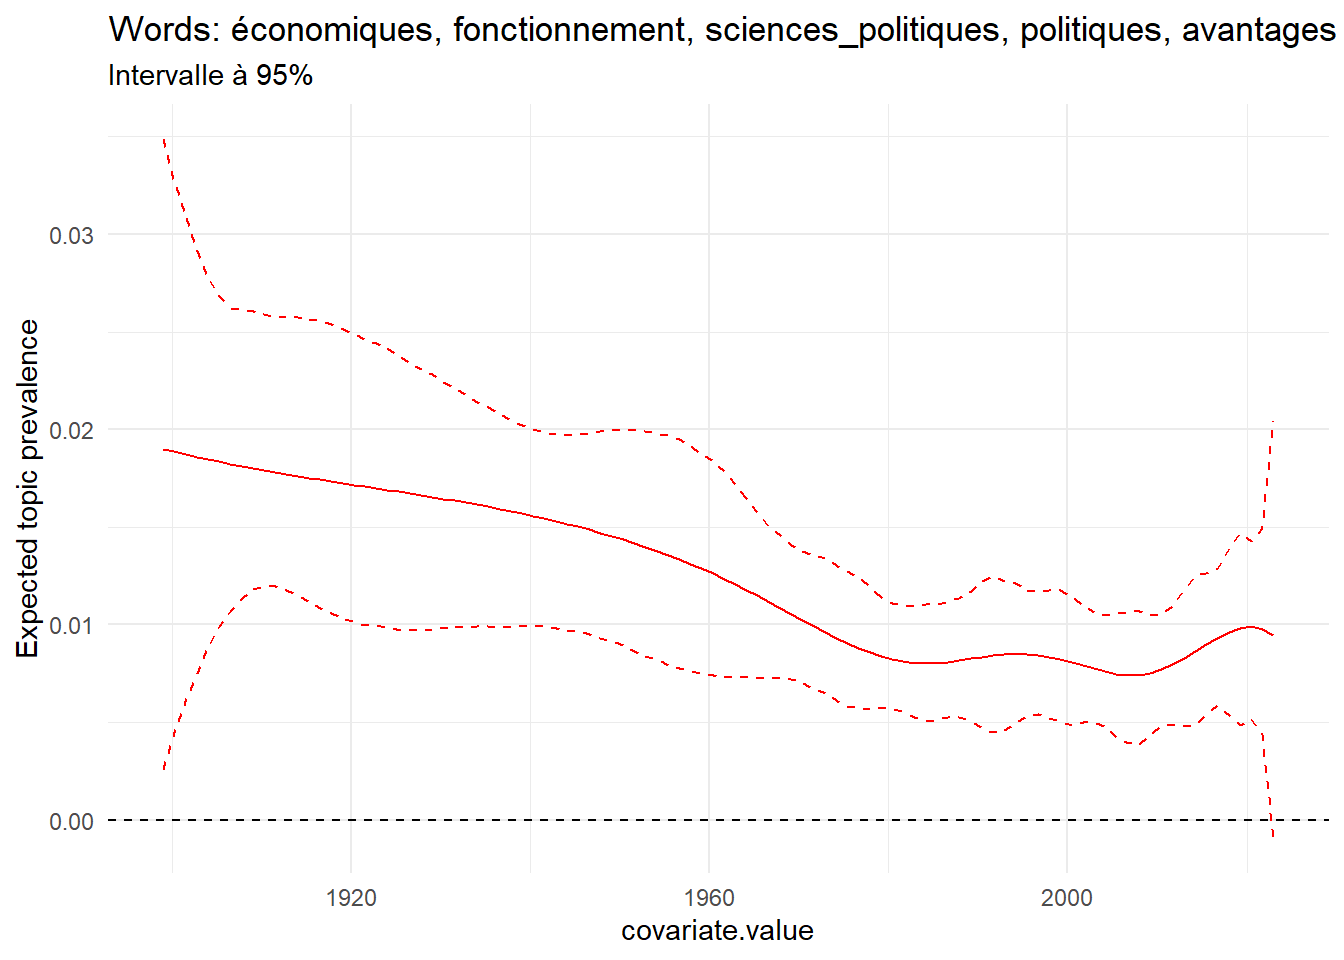 Words: économiques, fonctionnement, sciences_politiques, politiques, avantages
Intervalle à 95%
Expected topic prevalence
0.03
0.02
0.01
0.00
1920
1960
2000
covariate.value